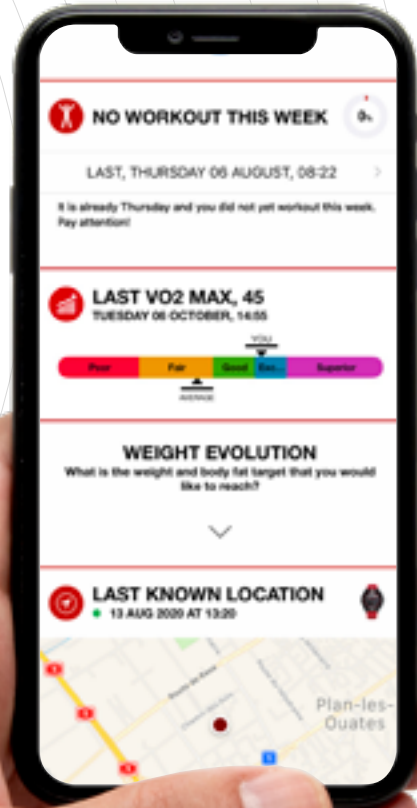 NO WORKOUT THIS WEEK
0%
LAST, THURSDAY 06 AUGUST, 08:22
It is already Thursday and you did not yet workout this week.
Pay attention!
LAST VO2 MAX, 45
TUESDAY 06 OCTOBER, 14:55
YOU
Poor Fair Good Exc... Superior
AVERAGE
WEIGHT EVOLUTION
What is the weight and body fat target that you would
like to reach?
LAST KNOWN LOCATION
13 AUG 2020 AT 13:20
Plan-les-
Ouates